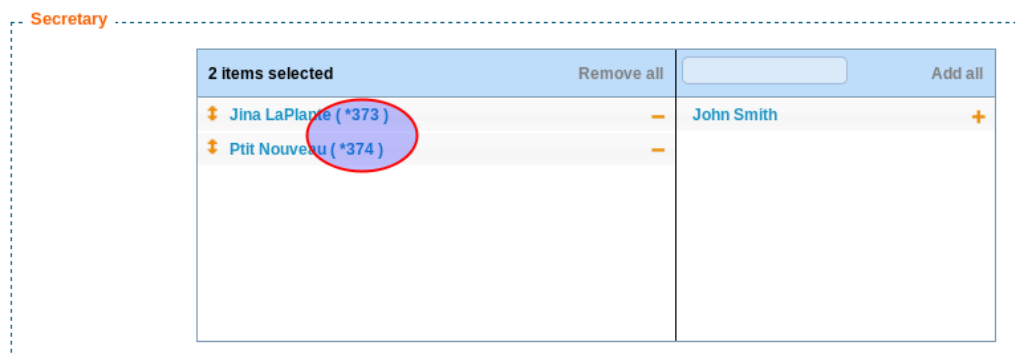 Secretary
2 items selected Remove all Add all
Jina LaPlante ( *373 ) John Smith
Ptit Nouveau ( *374 )